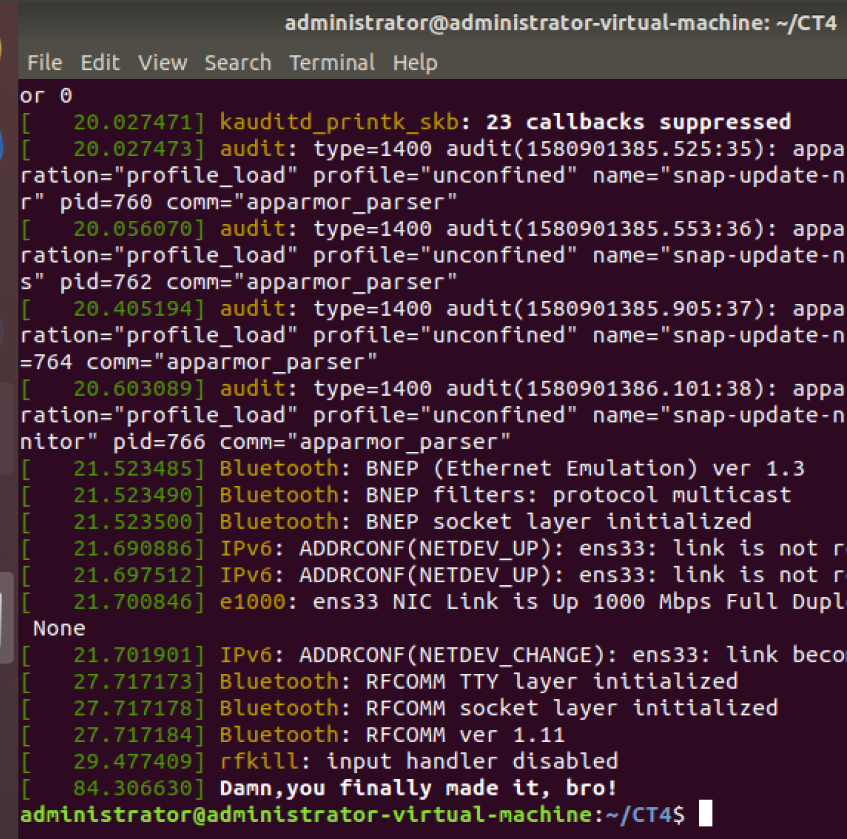 administrator@administrator-virtual-machine: ~/CT4
File Edit View Search Terminal Help
or 0
[   20.027471] kauditd_printk_skb: 23 callbacks suppressed
[   20.027473] audit: type=1400 audit(1580901385.525:35): appa
ration="profile_load" profile="unconfined" name="snap-update-n
r" pid=760 comm="apparmor_parser"
[   20.056070] audit: type=1400 audit(1580901385.553:36): appa
ration="profile_load" profile="unconfined" name="snap-update-n
s" pid=762 comm="apparmor_parser"
[   20.405194] audit: type=1400 audit(1580901385.905:37): appa
ration="profile_load" profile="unconfined" name="snap-update-n
=764 comm="apparmor_parser"
[   20.603089] audit: type=1400 audit(1580901386.101:38): appa
ration="profile_load" profile="unconfined" name="snap-update-n
nitor" pid=766 comm="apparmor_parser"
[   21.523485] Bluetooth: BNEP (Ethernet Emulation) ver 1.3
[   21.523490] Bluetooth: BNEP filters: protocol multicast
[   21.523500] Bluetooth: BNEP socket layer initialized
[   21.690886] IPv6: ADDRCONF(NETDEV_UP): ens33: link is not re
[   21.697512] IPv6: ADDRCONF(NETDEV_UP): ens33: link is not re
[   21.700846] e1000: ens33 NIC Link is Up 1000 Mbps Full Duple
 None
[   21.701901] IPv6: ADDRCONF(NETDEV_CHANGE): ens33: link beco
[   27.717173] Bluetooth: RFCOMM TTY layer initialized
[   27.717178] Bluetooth: RFCOMM socket layer initialized
[   27.717184] Bluetooth: RFCOMM ver 1.11
[   29.477409] rfkill: input handler disabled
[   84.306630] Damn,you finally made it, bro!
administrator@administrator-virtual-machine:~/CT4$